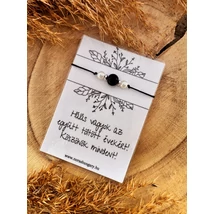 Hálás vagyok az
együtt töltött évekért!
Köszönök mindent!